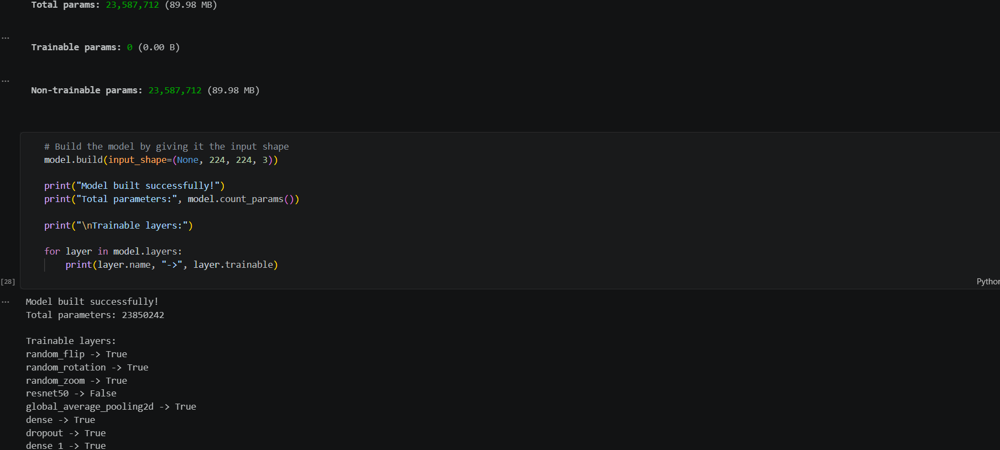 Total params: 23,587,712 (89.98 MB)
...
Trainable params: 0 (0.00 B)
...
Non-trainable params: 23,587,712 (89.98 MB)
# Build the model by giving it the input shape
model.build(input_shape=(None, 224, 224, 3))
print("Model built successfully!")
print("Total parameters:", model.count_params())
print("\nTrainable layers:")
for layer in model.layers:
    print(layer.name, "->", layer.trainable)
[28]
Python
...
Model built successfully!
Total parameters: 23850242
Trainable layers:
random_flip -> True
random_rotation -> True
random_zoom -> True
resnet50 -> False
global_average_pooling2d -> True
dense -> True
dropout -> True
dense_1 -> True